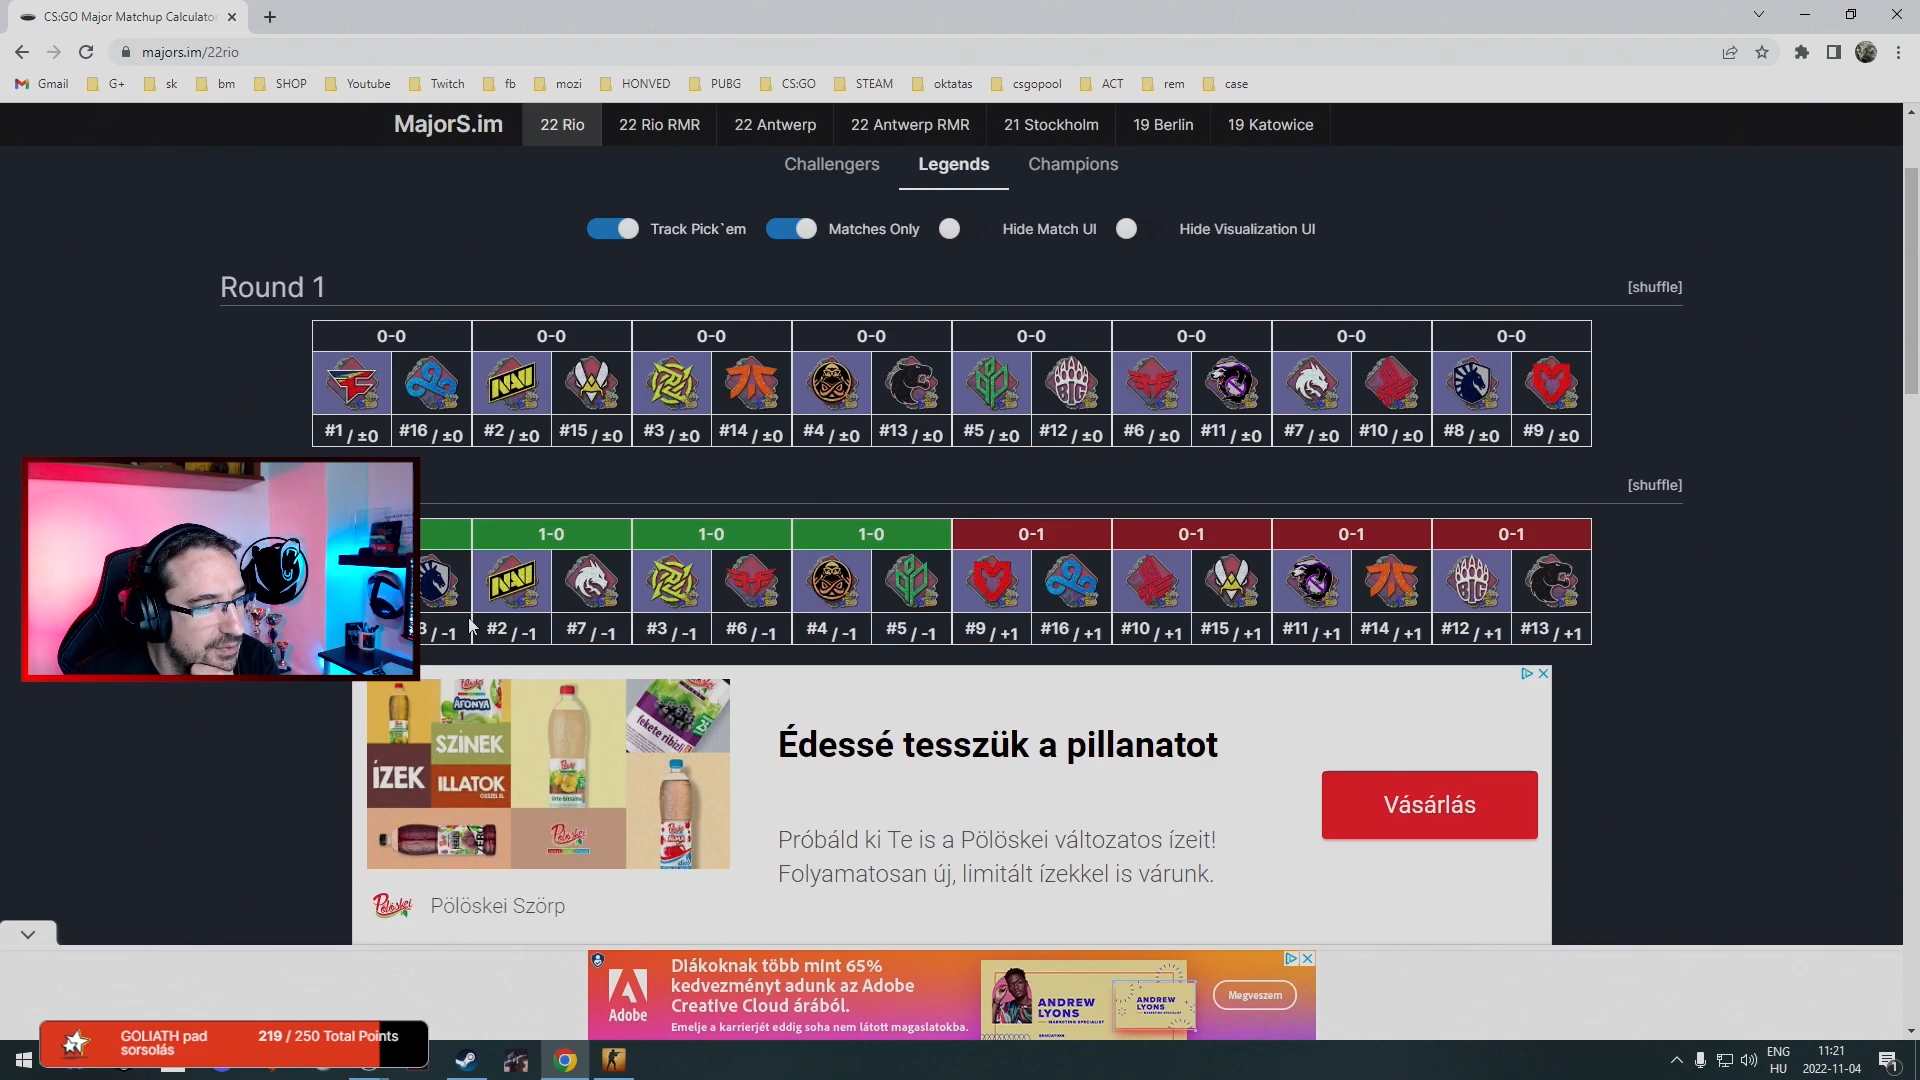 CS:GO Major Matchup Calculator
majors.im/22rio
Gmail G+ sk bm SHOP Youtube Twitch fb mozi HONVED PUBG CS:GO STEAM oktatas csgopool ACT rem case
MajorS.im 22 Rio 22 Rio RMR 22 Antwerp 22 Antwerp RMR 21 Stockholm 19 Berlin 19 Katowice
Challengers Legends Champions
Track Pick`em Matches Only Hide Match UI Hide Visualization UI
Round 1 [shuffle]
0-0 0-0 0-0 0-0 0-0 0-0 0-0 0-0
#1 / ±0 #16 / ±0 #2 / ±0 #15 / ±0 #3 / ±0 #14 / ±0 #4 / ±0 #13 / ±0 #5 / ±0 #12 / ±0 #6 / ±0 #11 / ±0 #7 / ±0 #10 / ±0 #8 / ±0 #9 / ±0
[shuffle]
1-0 1-0 1-0 0-1 0-1 0-1 0-1
8 / -1 #2 / -1 #7 / -1 #3 / -1 #6 / -1 #4 / -1 #5 / -1 #9 / +1 #16 / +1 #10 / +1 #15 / +1 #11 / +1 #14 / +1 #12 / +1 #13 / +1
ÁFONYA
SZÍNEK
ÍZEK
ILLATOK
fekete ribizli
Édessé tesszük a pillanatot
Próbáld ki Te is a Pölöskei változatos ízeit!
Folyamatosan új, limitált ízekkel is várunk.
Vásárlás
Pölöskei
Pölöskei Szörp
Adobe
Diákoknak több mint 65%
kedvezményt adunk az Adobe
Creative Cloud árából.
Emelje a karrierjét eddig soha nem látott magaslatokba.
ANDREW
LYONS
ANDREW
LYONS
Megveszem
GOLIATH pad
sorsolás
219 / 250 Total Points
ENG
HU
11:21
2022-11-04
1